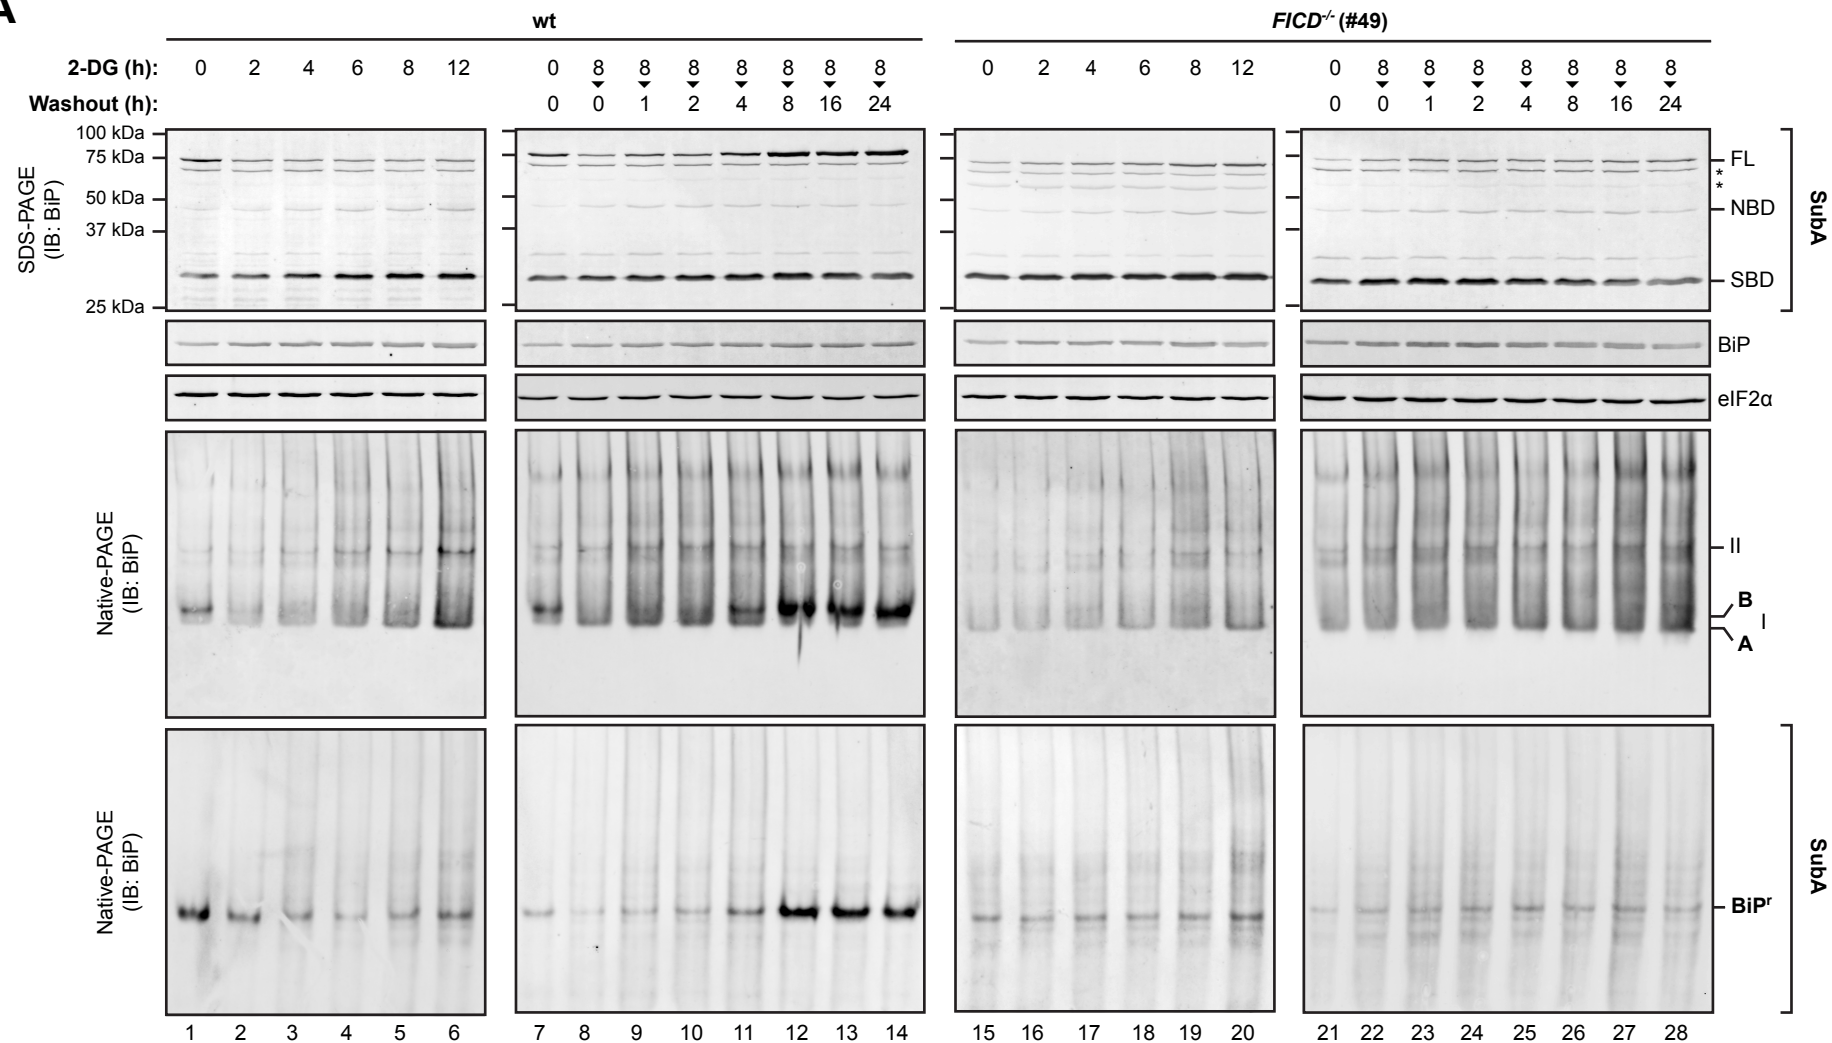 A
wt
FICD-/- (#49)
2-DG (h): 0 2 4 6 8 12 0 8 8 8 8 8 8 8 0 2 4 6 8 12 0 8 8 8 8 8 8 8
Washout (h): 0 0 1 2 4 8 16 24 0 0 1 2 4 8 16 24
SDS-PAGE
(IB: BiP)
100 kDa
75 kDa
50 kDa
37 kDa
25 kDa
FL
*
*
NBD
SBD
SubA
BiP
eIF2α
Native-PAGE
(IB: BiP)
II
B
I
A
Native-PAGE
(IB: BiP)
BiPr
SubA
1 2 3 4 5 6 7 8 9 10 11 12 13 14 15 16 17 18 19 20 21 22 23 24 25 26 27 28